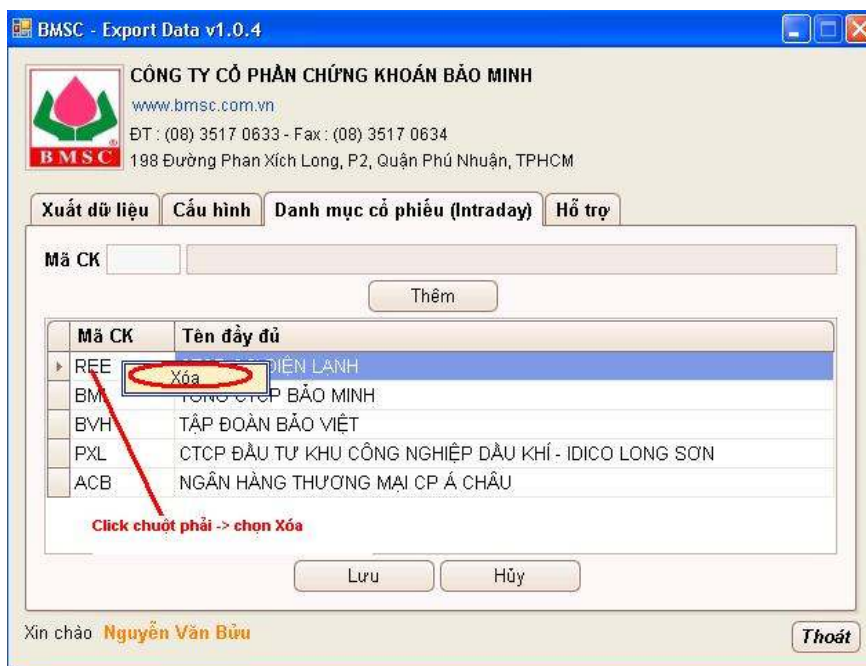 BMSC - Export Data v1.0.4
CÔNG TY CỔ PHẦN CHỨNG KHOÁN BẢO MINH
www.bmsc.com.vn
ĐT : (08) 3517 0633 - Fax : (08) 3517 0634
BMSC
198 Đường Phan Xích Long, P2, Quận Phú Nhuận, TPHCM
Xuất dữ liệu Cấu hình Danh mục cổ phiếu (Intraday) Hỗ trợ
Mã CK
Thêm
Mã CK Tên đầy đủ
REE ĐIỆN LẠNH
Xóa
BẢO MINH
BVH TẬP ĐOÀN BẢO VIỆT
PXL CTCP ĐẦU TƯ KHU CÔNG NGHIỆP DẦU KHÍ - IDICO LONG SƠN
ACB NGÂN HÀNG THƯƠNG MẠI CP Á CHÂU
Click chuột phải -> chọn Xóa
Lưu Hủy
Xin chào Nguyễn Văn Bửu
Thoát